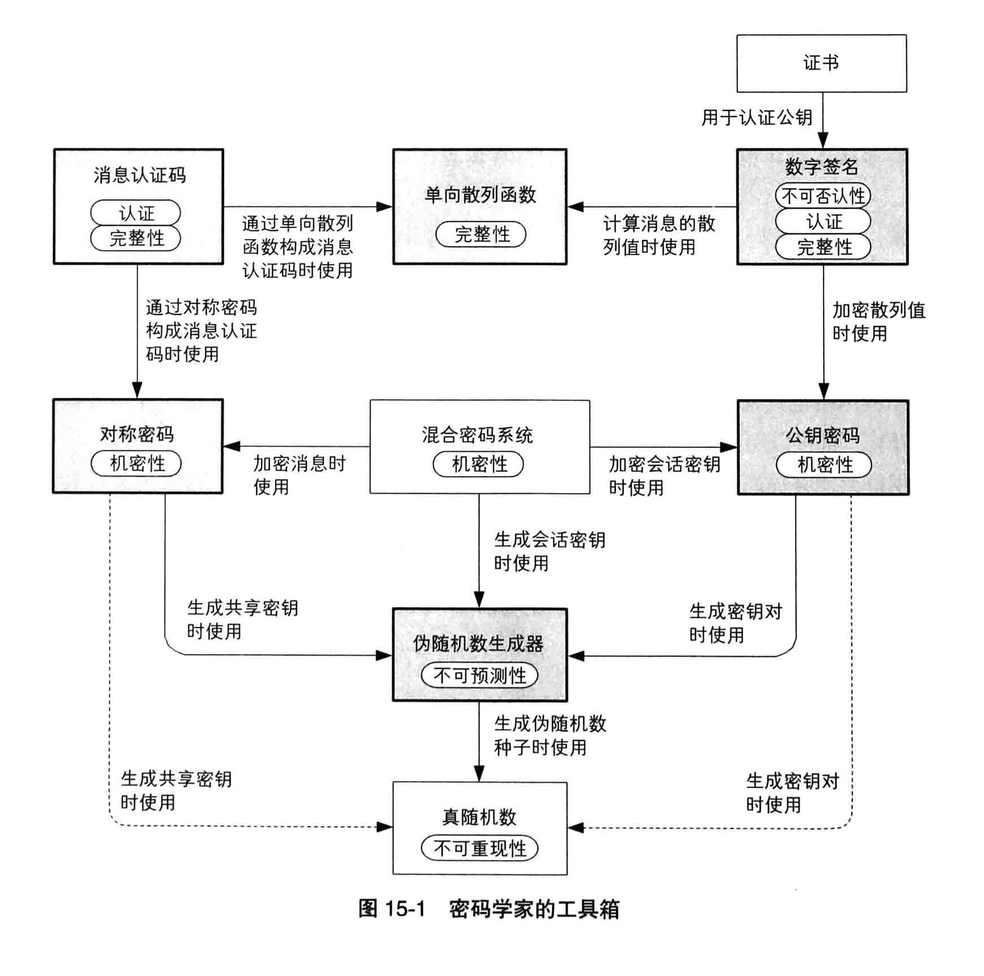 证书
用于认证公钥
消息认证码
认证
完整性
通过单向散列
函数构成消息
认证码时使用
单向散列函数
完整性
计算消息的散
列值时使用
数字签名
不可否认性
认证
完整性
通过对称密码
构成消息认证
码时使用
加密散列值
时使用
对称密码
机密性
加密消息时
使用
混合密码系统
机密性
加密会话密钥
时使用
公钥密码
机密性
生成会话密钥
时使用
生成共享密钥
时使用
伪随机数生成器
不可预测性
生成密钥对
时使用
生成伪随机数
种子时使用
生成共享密钥
时使用
真随机数
不可重现性
生成密钥对
时使用
图 15-1 密码学家的工具箱